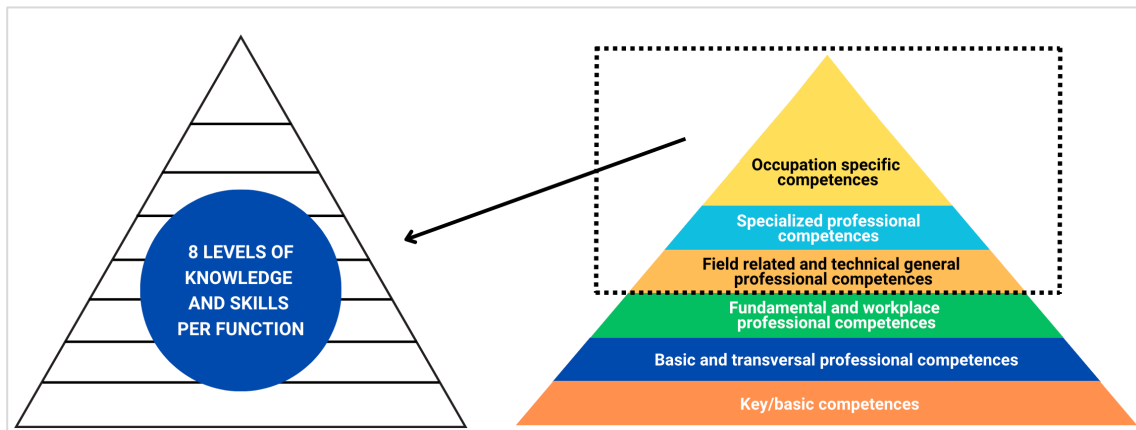 8 LEVELS OF
KNOWLEDGE
AND SKILLS
PER FUNCTION
Occupation specific
competences
Specialized professional
competences
Field related and technical general
professional competences
Fundamental and workplace
professional competences
Basic and transversal professional competences
Key/basic competences